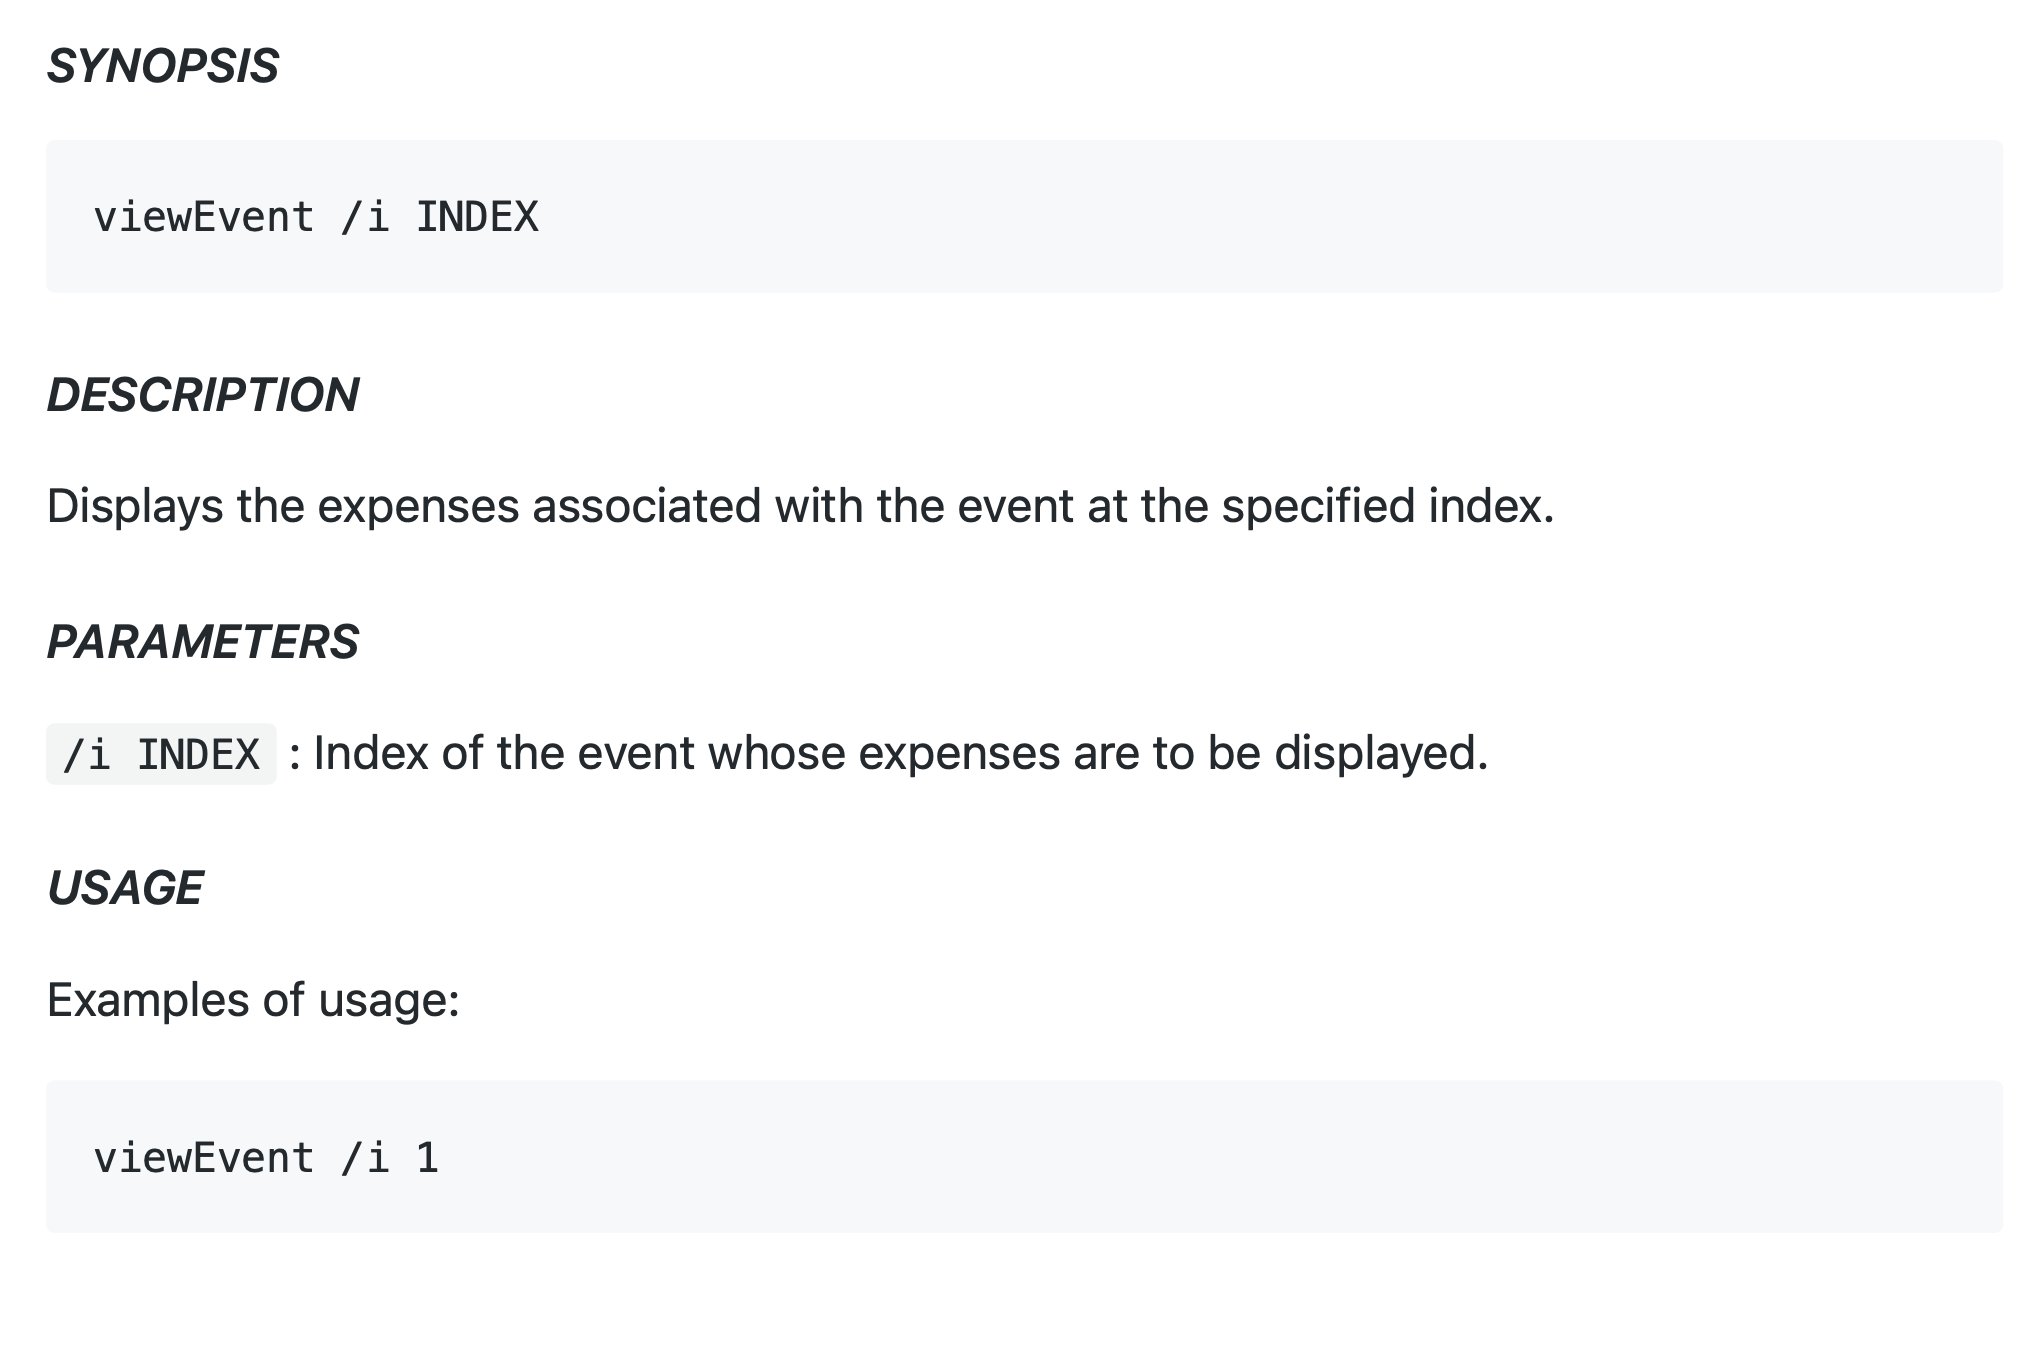 SYNOPSIS
viewEvent /i INDEX
DESCRIPTION
Displays the expenses associated with the event at the specified index.
PARAMETERS
/i INDEX : Index of the event whose expenses are to be displayed.
USAGE
Examples of usage:
viewEvent /i 1